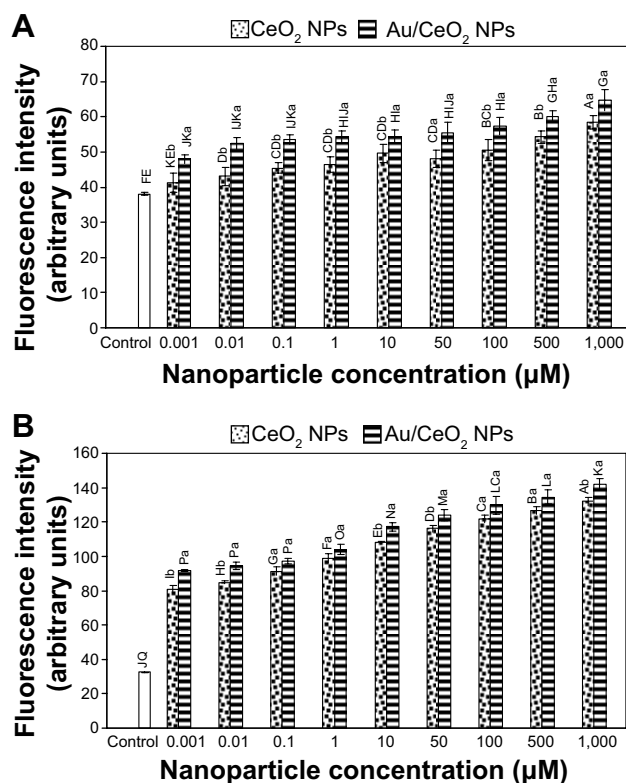 A
CeO2 NPs Au/CeO2 NPs
Fluorescence intensity
(arbitrary units)
80
70
60
50
40
30
20
10
0
FE
KEb
JKa
Db
IJKa
CDb
IJKa
CDb
HIJa
CDb
HIa
CDa
HIJa
BCb
HIa
Bb
GHa
Aa
Ga
Control 0.001 0.01 0.1 1 10 50 100 500 1,000
Nanoparticle concentration (µM)
B
CeO2 NPs Au/CeO2 NPs
Fluorescence intensity
(arbitrary units)
160
140
120
100
80
60
40
20
0
JQ
Ib
Pa
Hb
Pa
Ga
Pa
Fa
Oa
Eb
Na
Db
Ma
Ca
LCa
Ba
La
Ab
Ka
Control 0.001 0.01 0.1 1 10 50 100 500 1,000
Nanoparticle concentration (µM)